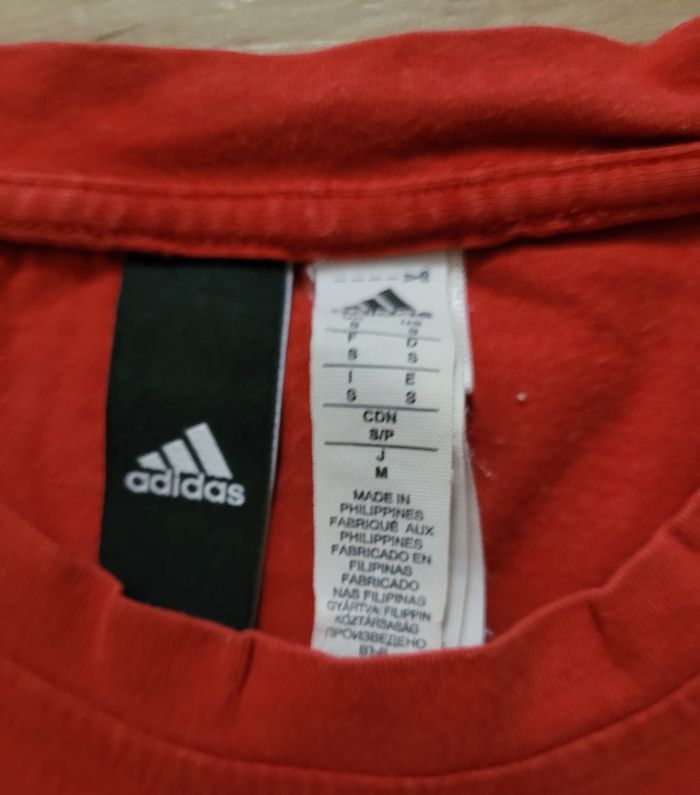 adidas
F D
S S
I E
S S
CDN
S/P
J
M
MADE IN
PHILIPPINES
FABRIQUÉ AUX
PHILIPPINES
FABRICADO EN
FILIPINAS
FABRICADO
NAS FILIPINAS
GYÁRTVA: FILIPPIN
KÖZTÁRSASÁG
ПРОИЗВЕДЕНО